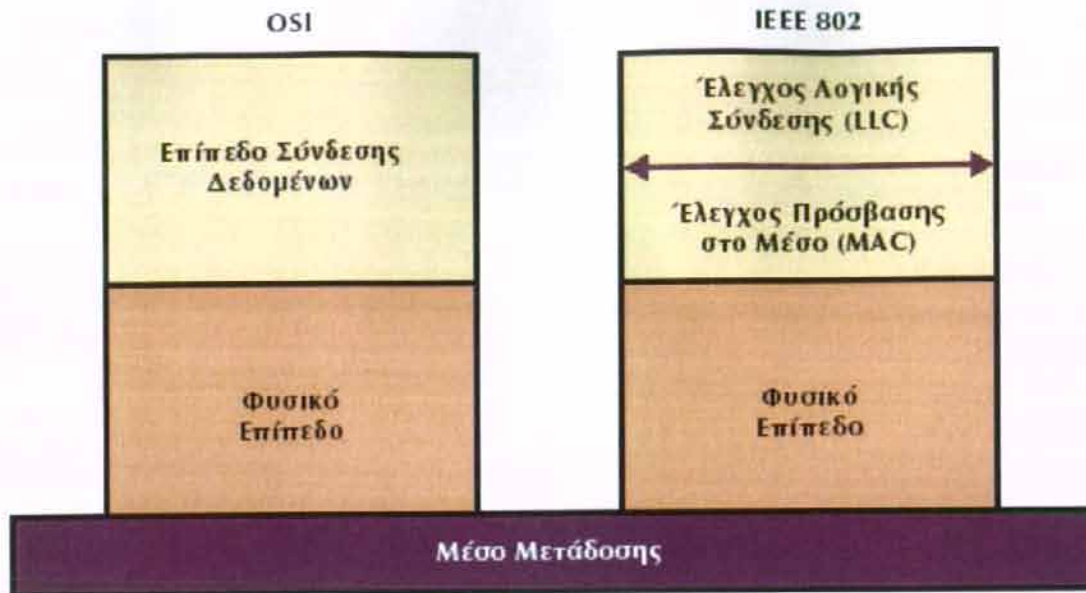 OSI
IEEE 802
Επίπεδο Σύνδεσης
Δεδομένων
Έλεγχος Λογικής
Σύνδεσης (LLC)
Έλεγχος Πρόσβασης
στο Μέσο (MAC)
Φυσικό
Επίπεδο
Φυσικό
Επίπεδο
Μέσο Μετάδοσης